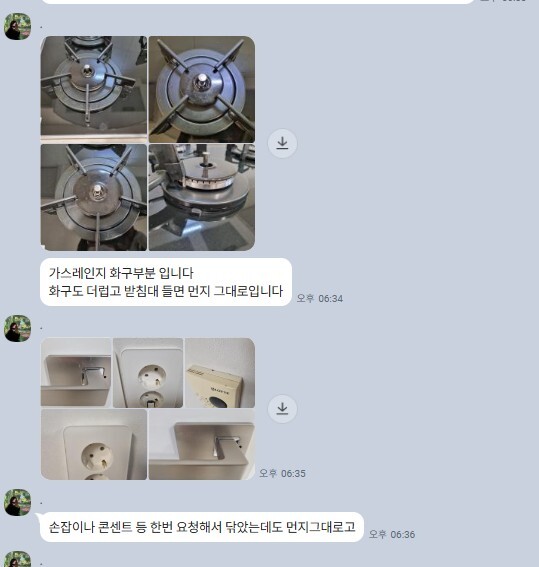 .
가스레인지 화구부분 입니다
화구도 더럽고 받침대 들면 먼지 그대로입니다
오후 06:34
.
오후 06:35
.
손잡이나 콘센트 등 한번 요청해서 닦았는데도 먼지그대로고
오후 06:36
.